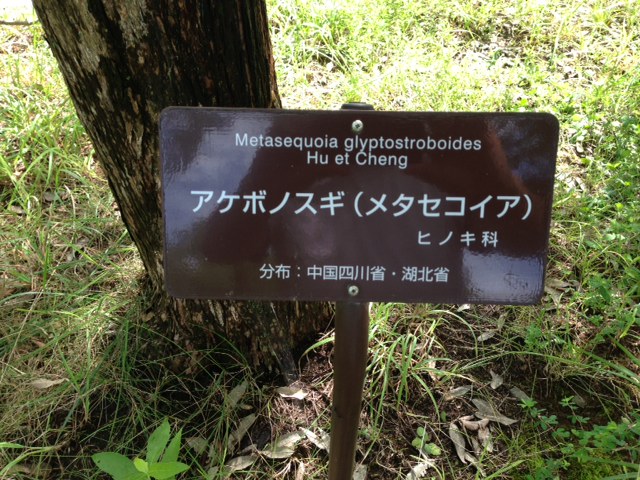 Metasequoia glyptostroboides
Hu et Cheng
アケボノスギ(メタセコイア)
ヒノキ科
分布:中国四川省・湖北省